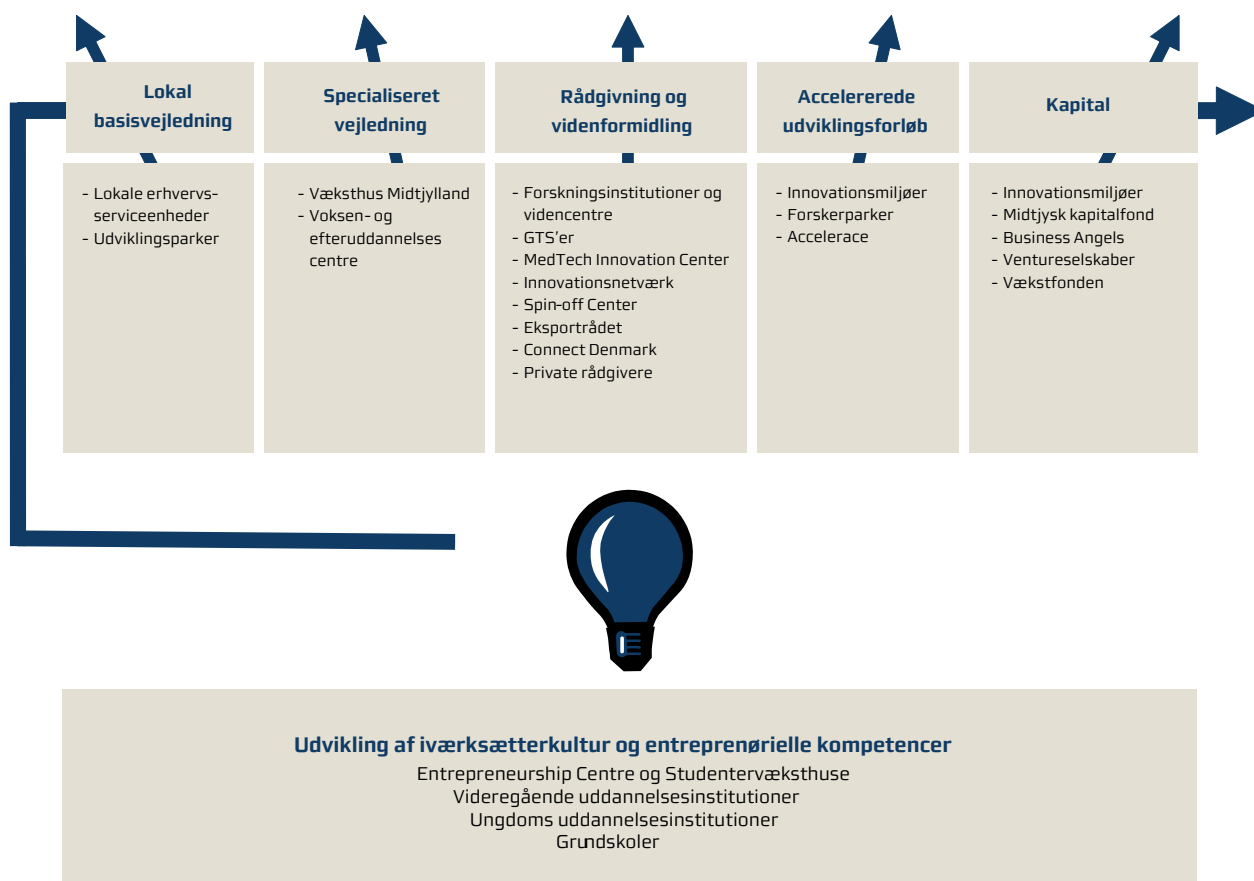 Lokal
basisvejledning
- Lokale erhvervs-
serviceenheder
- Udviklingsparker
Specialiseret
vejledning
- Væksthus Midtjylland
- Voksen- og
efteruddannelses
centre
Rådgivning og
videnformidling
- Forskningsinstitutioner og
videncentre
- GTS'er
- MedTech Innovation Center
- Innovationsnetværk
- Spin-off Center
- Eksportrådet
- Connect Denmark
- Private rådgivere
Accelererede
udviklingsforløb
- Innovationsmiljøer
- Forskerparker
- Accelerace
Kapital
- Innovationsmiljøer
- Midtjysk kapitalfond
- Business Angels
- Ventureselskaber
- Vækstfonden
Udvikling af iværksætterkultur og entreprenørielle kompetencer
Entrepreneurship Centre og Studentervæksthuse
Videregående uddannelsesinstitutioner
Ungdoms uddannelsesinstitutioner
Grundskoler